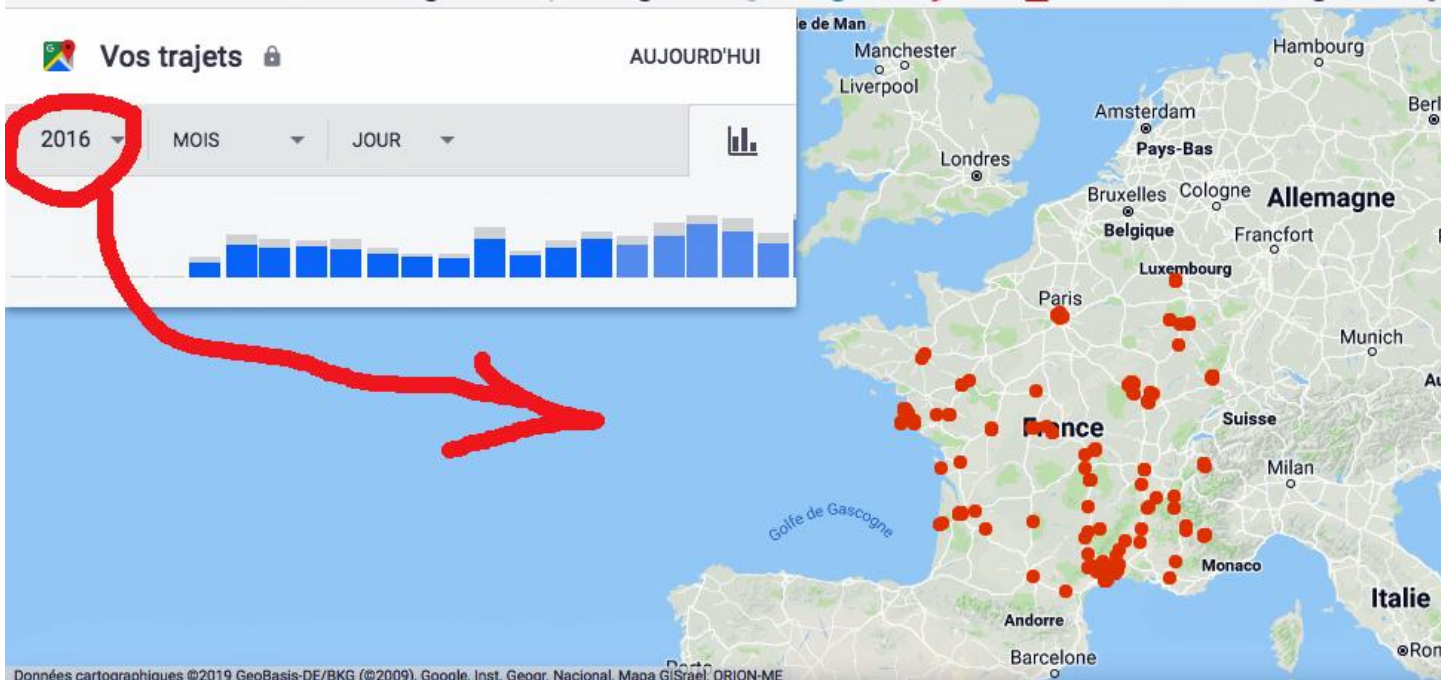 Vos trajets
AUJOURD'HUI
2016
MOIS
JOUR
e de Man
Manchester
Liverpool
Hambourg
Amsterdam
Pays-Bas
Londres
Bruxelles
Cologne
Allemagne
Belgique
Francfort
Luxembourg
Paris
Munich
France
Suisse
Milan
Golfe de Gascogne
Monaco
Italie
Andorre
Barcelone
Données cartographiques ©2019 GeoBasis-DE/BKG (©2009), Google, Inst. Geogr. Nacional, Mapa GISrael, ORION-ME